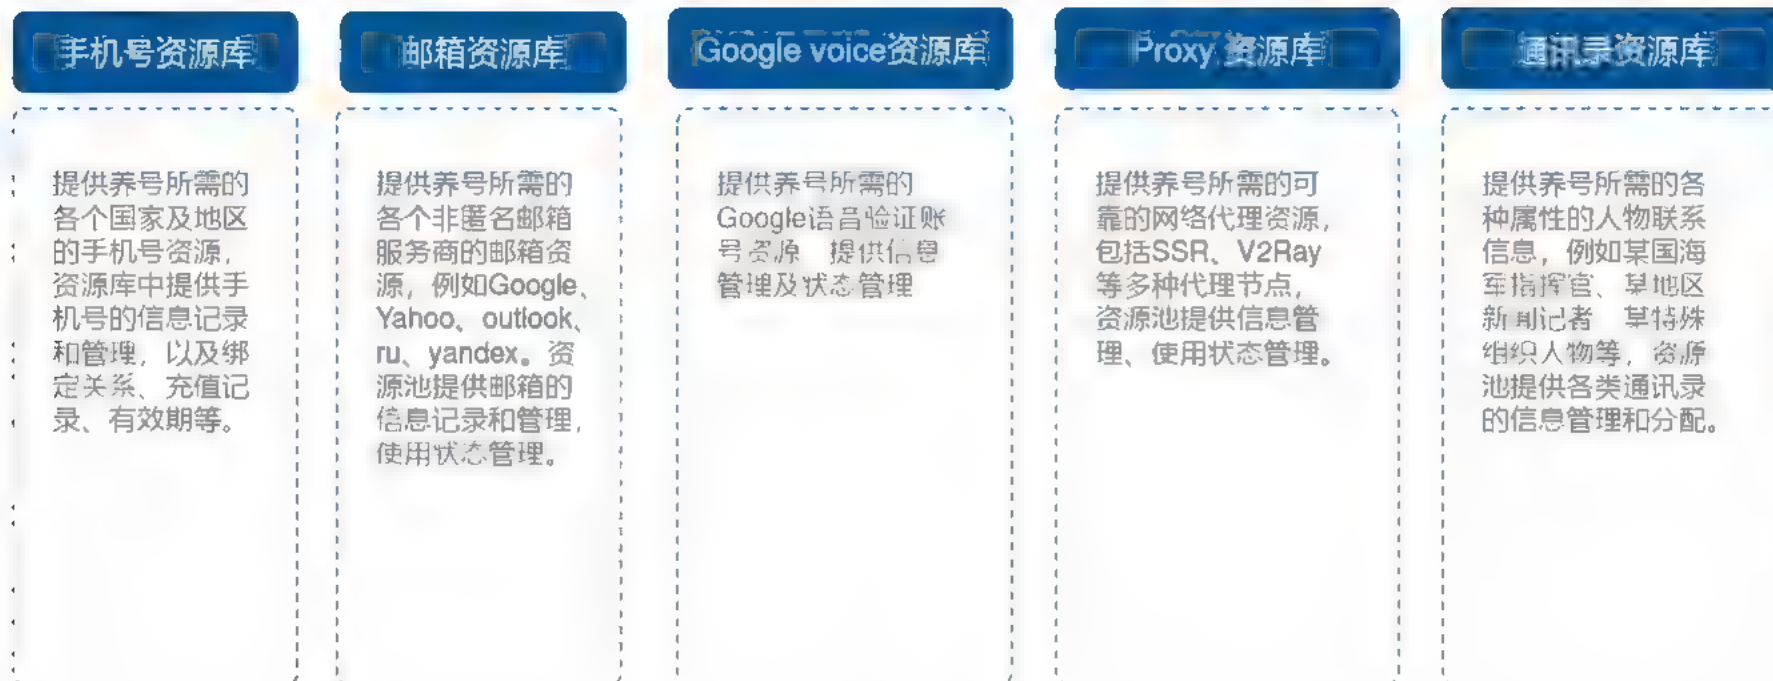 手机号资源库
提供养号所需的
各个国家及地区
的手机号资源，
资源库中提供手
机号的信息记录
和管理，以及绑
定关系、充值记
录、有效期等。
邮箱资源库
提供养号所需的
各个非匿名邮箱
服务商的邮箱资
源，例如Google、
Yahoo、outlook、
ru、yandex。资
源池提供邮箱的
信息记录和管理，
使用状态管理。
Google voice资源库
提供养号所需的
Google语音验证账
号资源 提供信息
管理及状态管理
Proxy 资源库
提供养号所需的可
靠的网络代理资源，
包括SSR、V2Ray
等多种代理节点，
资源池提供信息管
理、使用状态管理。
通讯录资源库
提供养号所需的各
种属性的人物联系
信息，例如某国海
军指挥官、某地区
新闻记者 某特殊
组织人物等，资源
池提供各类通讯录
的信息管理和分配。